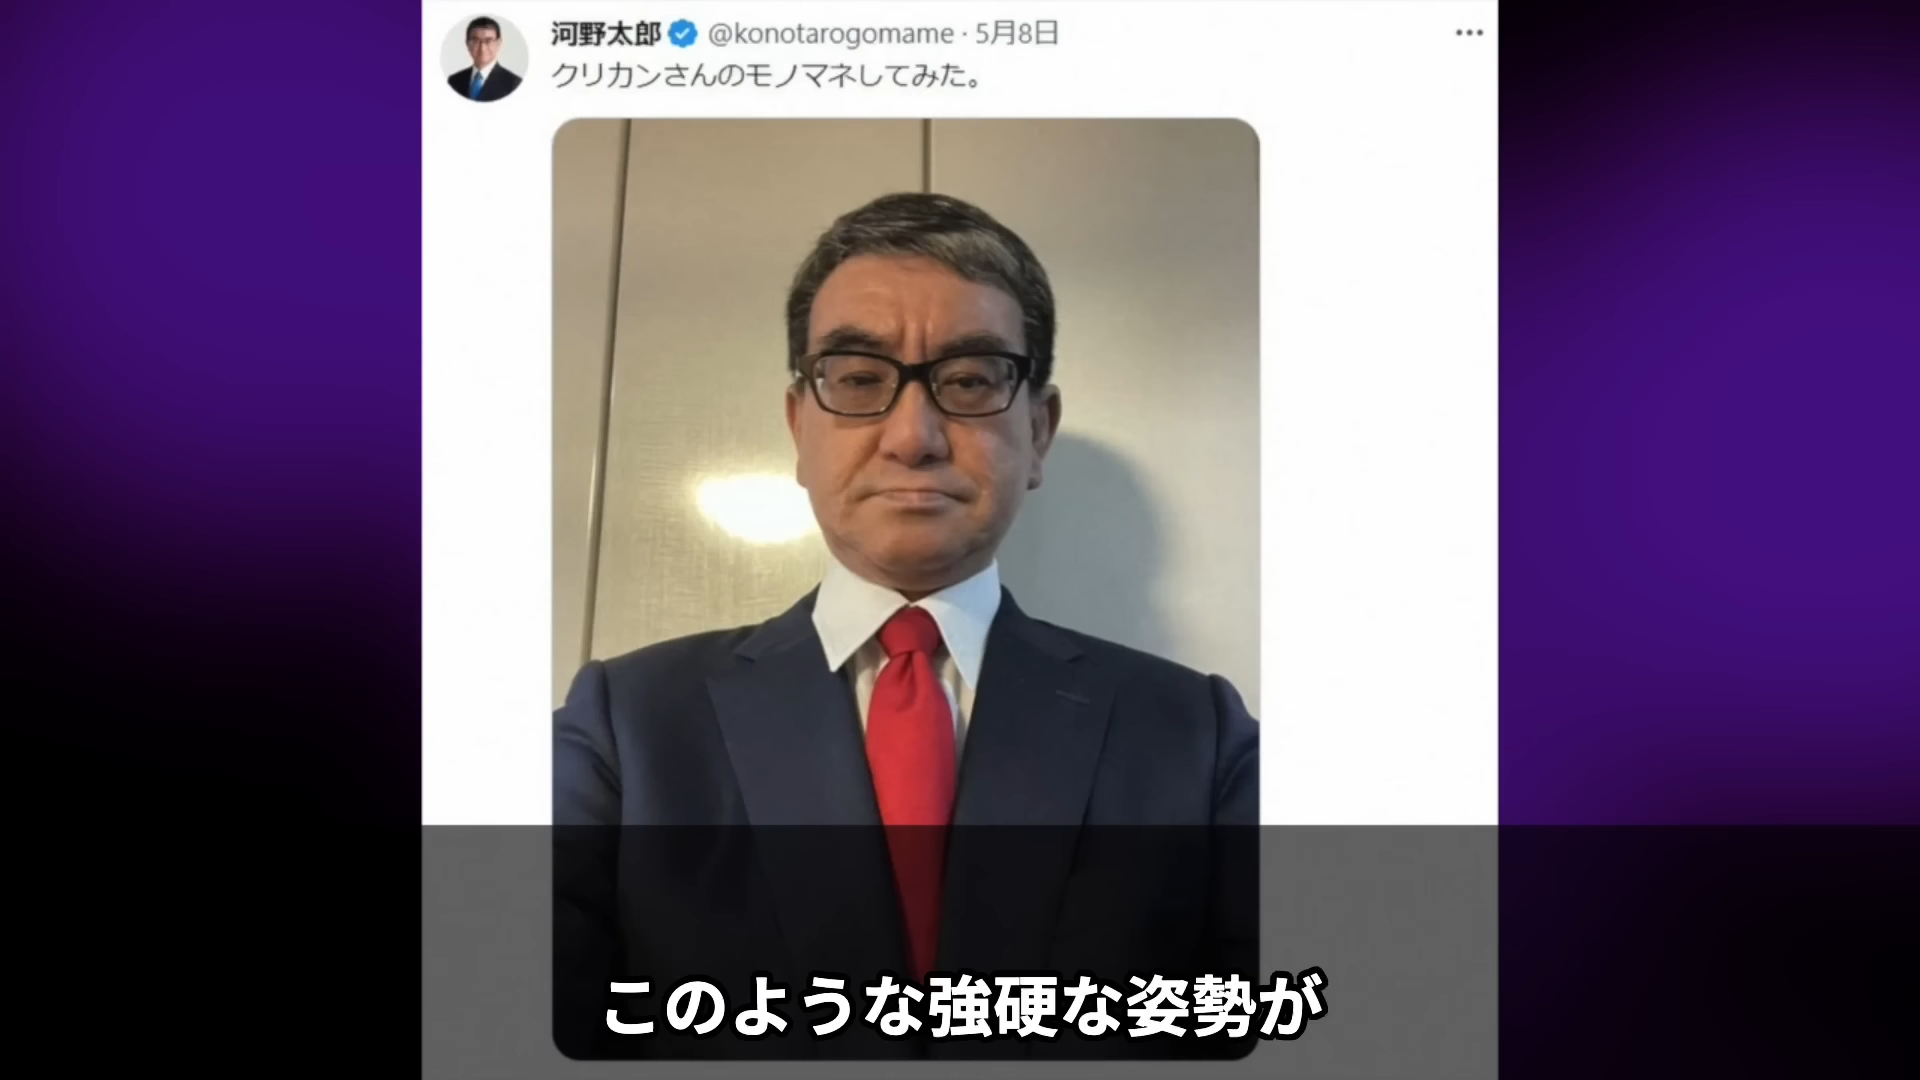 河野太郎 @konotarogomame · 5月8日
クリカンさんのモノマネしてみた。
このような強硬な姿勢が